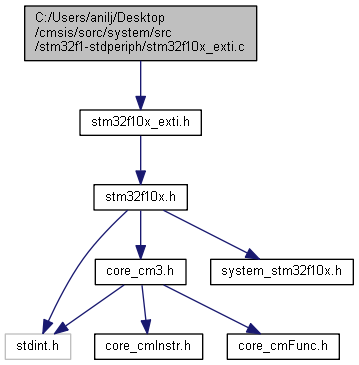 C:/Users/anilj/Desktop
/cmsis/sorc/system/src
/stm32f1-stdperiph/stm32f10x_exti.c
stm32f10x_exti.h
stm32f10x.h
core_cm3.h
system_stm32f10x.h
stdint.h
core_cmInstr.h
core_cmFunc.h